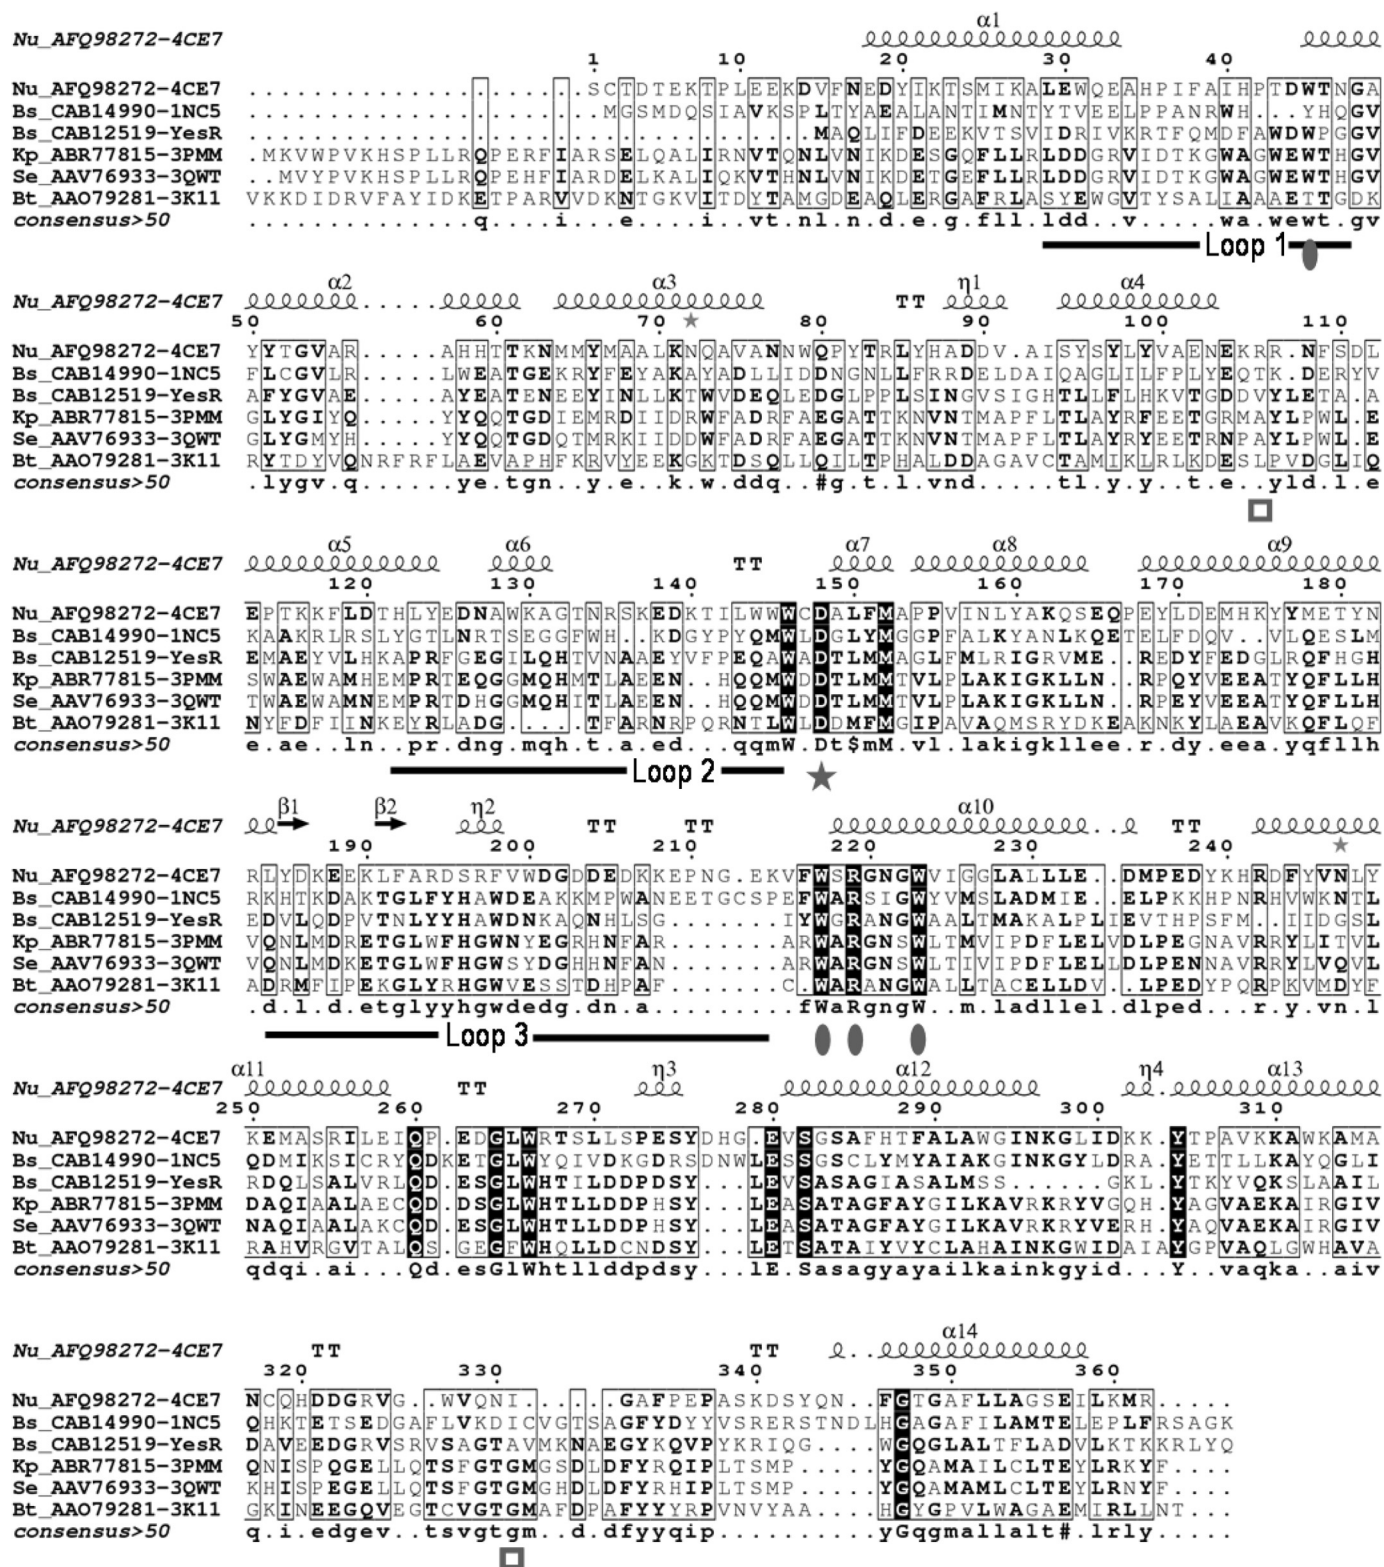 α1
Nu_AFQ98272-4CE7
1 10 20 30 40
Nu_AFQ98272-4CE7 .....................SCTDTEKTPLEEKDVFNEDYIKTSMIKALEWQEAHPIFAIHPTDWTNGA
Bs_CAB14990-1NC5 ......................MGSMDQSIAVKSPLTYAEALANTIMNTYTVEELPPANRWH...YHQGV
Bs_CAB12519-YesR ...................................MAQLIFDEEKVTSVIDRIVKRTFQMDFAWDWPGGV
Kp_ABR77815-3PMM .MKVWPVKHSPLLRQPERFIARSELQALIRNVTQNLVNIKDESGQFLLRLDDGRVIDTKGWAGWEWTHGV
Se_AAV76933-3QWT ..MVYPVKHSPLLRQPEHFIARDELKALIQKVTHNLVNIKDETGEFLLRLDDGRVIDTKGWAGWEWTHGV
Bt_AAO79281-3K11 VKKDIDRVFAYIDKETPARVVDKNTGKVITDYTAMGDEAQLERGAFRLASYEWGVTYSALIAAAETTGDK
consensus>50 ..............q....i...e....i..vt.nl.n.d.e.g.fll.ldd..v.....wa.wewt.gv
Loop 1
α2 α3 η1 α4
Nu_AFQ98272-4CE7 TT
50 60 70 80 90 100 110
Nu_AFQ98272-4CE7 YYTGVAR.....AHHTTKNMMYMAALKNQAVANNWQPYTRLYHADDV.AISYSYLYVAENEKRR.NFSDL
Bs_CAB14990-1NC5 FLCGVLR.....LWEATGEKRYFEYAKAYADLLIDDNGNLLFRRDELDAIQAGLILFPLYEQTK.DERYV
Bs_CAB12519-YesR AFYGVAE.....AYEATENEEYINLLKTWVDEQLEDGLPPLSINGVSIGHTLLFLHKVTGDDVYLETA.A
Kp_ABR77815-3PMM GLYGIYQ.....YYQQTGDIEMRDIIDRWFADRFAEGATTKNVNTMAPFLTLAYRFEETGRMAYLPWL.E
Se_AAV76933-3QWT GLYGMYH.....YYQQTGDQTMRKIIDDWFADRFAEGATTKNVNTMAPFLTLAYRYEETRNPAYLPWL.E
Bt_AAO79281-3K11 RYTDYVQNRFRFLAEVAPHFKRVYEEKGKTDSQLLQILTPHALDDAGAVCTAMIKLRLKDESLPVDGLIQ
consensus>50 .lygv.q.....ye.tgn..y.e..k.w.ddq..#g.t.l.vnd.....tl.y.y..t.e..yld.l.e
α5 α6 α7 α8 α9
Nu_AFQ98272-4CE7 TT
120 130 140 150 160 170 180
Nu_AFQ98272-4CE7 EPTKKFLDTHLYEDNAWKAGTNRSKEDKTILWWWCDALFMAPPVINLYAKQSEQPEYLDEMHKYYMETYN
Bs_CAB14990-1NC5 KAAKRLRSLYGTLNRTSEGGFWH..KDGYPYQMWLDGLYMGGPFALKYANLKQETELFDQV..VLQESLM
Bs_CAB12519-YesR EMAEYVLHKAPRFGEGILQHTVNAAEYVFPEQAWADTLMMAGLFMLRIGRVME..REDYFEDGLRQFHGH
Kp_ABR77815-3PMM SWAEWAMHEMPRTEQGGMQHMTLAEEN..HQQMWDDTLMMTVLPLAKIGKLLN..RPQYVEEATYQFLLH
Se_AAV76933-3QWT TWAEWAMNEMPRTDHGGMQHITLAEEN..HQQMWDDTLMMTVLPLAKIGKLLN..RPEYVEEATYQFLLH
Bt_AAO79281-3K11 NYFDFIINKEYRLADG....TFARNRPQRNTLWLDDMFMGIPAVAQMSRYDKEAKNKYLAEAVKQFLQF
consensus>50 e.ae..ln..pr.dng.mqh.t.a.ed...qqmW.Dt$mM.vl.lakigkllee.r.dy.eea.yqfllh
Loop 2
β1 β2 η2 α10
Nu_AFQ98272-4CE7 TT TT TT
190 200 210 220 230 240
Nu_AFQ98272-4CE7 RLYDKEEKLFARDSRFVWDGDDEDKKEPNG.EKVFWSRGNGWVIGGLALLLE..DMPEDYKHRDFYVNLY
Bs_CAB14990-1NC5 RKHTKDAKTGLFYHAWDEAKKMPWANEETGCSPEFWARSIGWYVMSLADMIE..ELPKKHPNRHVWKNTL
Bs_CAB12519-YesR EDVLQDPVTNLYYHAWDNKAQNHLSG.......IYWGRANGWAALTMAKALPLIEVTHPSFM..IIDGSL
Kp_ABR77815-3PMM VQNLMDRETGLWFHGWNYEGRHNFAR.......ARWARGNSWLTMVIPDFLELVDLPEGNAVRRYLITVL
Se_AAV76933-3QWT VQNLMDKETGLWFHGWSYDGHHNFAN.......ARWARGNSWLTIVIPDFLELLDLPENNAVRRYLVQVL
Bt_AAO79281-3K11 ADRMFIPEKGLYRHGWVESSTDHPAF.......C.WARANGWALLTACELLDV..LPEDYPQRPKVMDYF
consensus>50 .d.l.d.etglyyhgwdedg.dn.a........fWaRgngW..m.ladllel.dlped....r.y.vn.l
Loop 3
α11 η3 α12 η4 α13
Nu_AFQ98272-4CE7 TT
250 260 270 280 290 300 310
Nu_AFQ98272-4CE7 KEMASRILEIQP.EDGLWRTSLLSPESYDHG.EVSGSAFHTFALAWGINKGLIDKK.YTPAVKKAWKAMA
Bs_CAB14990-1NC5 QDMIKSICRYQDKETGLWYQIVDKGDRSDNWLESSGSCLYMYAIAKGINKGYLDRA.YETTLLKAYQGLI
Bs_CAB12519-YesR RDQLSALVRLQD.ESGLWHTILDDPDSY...LEVSASAGIASALMSS......GKL.YTKYVQKSLAAIL
Kp_ABR77815-3PMM DAQIAALAECQD.DSGLWHTLLDDPHSY...LEASATAGFAYGILKAVRKRYVGQH.YAGVAEKAIRGIV
Se_AAV76933-3QWT NAQIAALAKCQD.ESGLWHTLLDDPHSY...LEASATAGFAYGILKAVRKRYVERH.YAQVAEKAIRGIV
Bt_AAO79281-3K11 RAHVRGVTALQS.GEGFWHQLLDCNDSY...LETSATAIYVYCLAHAINKGWIDAIAYGPVAQLGWHAVA
consensus>50 qdqi.ai...Qd.esGlWhtllddpdsy...lE.Sasagyayailkainkgyid...Y..vaqka..aiv
α14
Nu_AFQ98272-4CE7 TT TT
320 330 340 350 360
Nu_AFQ98272-4CE7 NCQHDDGRVG..WVQNI......GAFPEPASKDSYQN..FGTGAFLLAGSEILKMR.....
Bs_CAB14990-1NC5 QHKTETSEDGAFLVKDICVGTSAGFYDYYVSRERSTNDLHGAGAFILAMTELEPLFRSAGK
Bs_CAB12519-YesR DAVEEDGRVSRVSAGTAVMKNAEGYKQVPYKRIQG....WGQGLALTFLADVLKTKKRLYQ
Kp_ABR77815-3PMM QNISPQGELLQTSFGTGMGSDLDFYRQIPLTSMP.....YGQAMAILCLTEYLRKYF....
Se_AAV76933-3QWT KHISPEGELLQTSFGTGMGHDLDFYRHIPLTSMP.....YGQAMAMLCLTEYLRNYF....
Bt_AAO79281-3K11 GKINEEGQVEGTCVGTGMAFDPAFYYYRPVNVYAA....HGYGPVLWAGAEMIRLLNT...
consensus>50 q.i.edgev..tsvgtgm..d.dfyyqip..........yGqgmallalt#.lrly.....